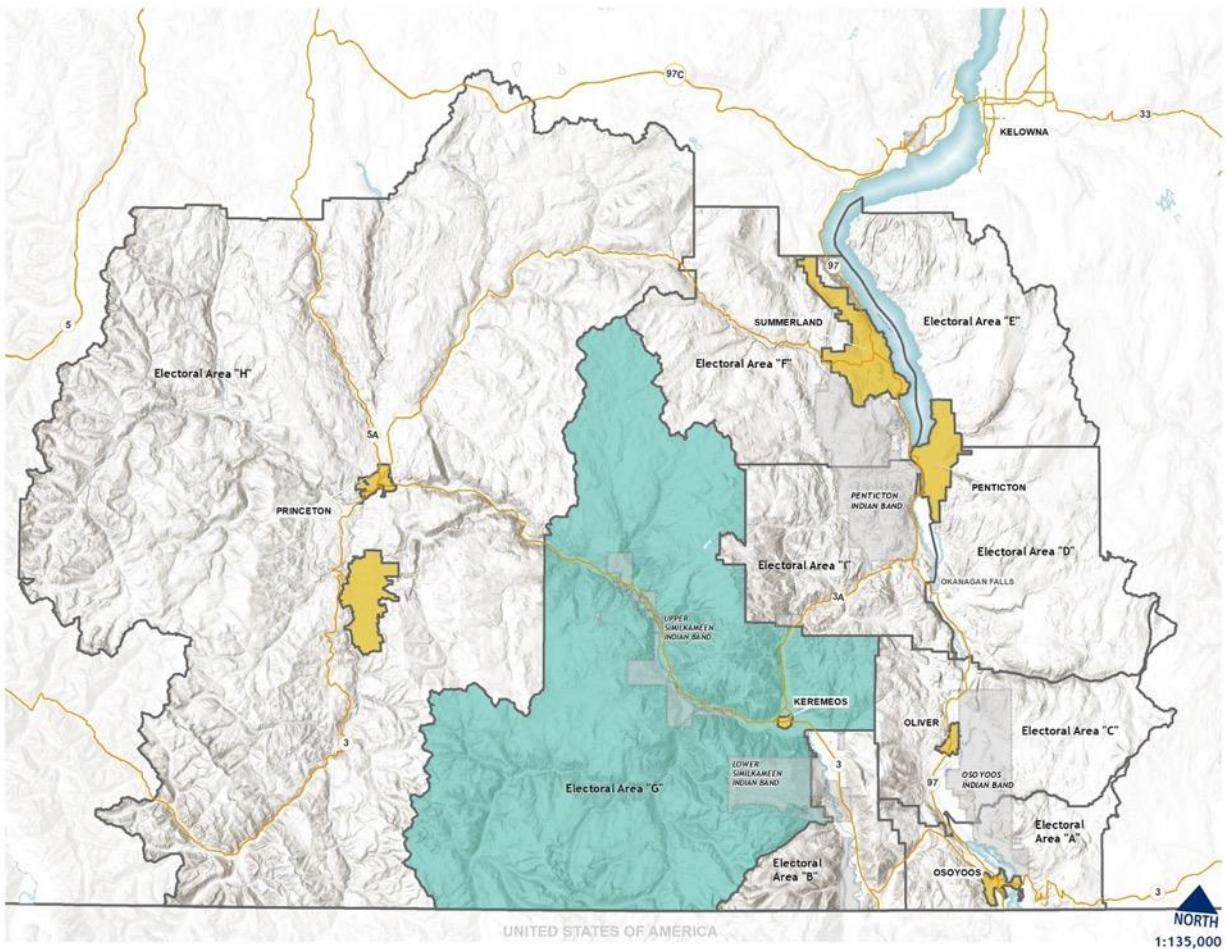 97C
33
KELOWNA
97
SUMMERLAND
Electoral Area "E"
5
Electoral Area "F"
Electoral Area "H"
5A
PRINCETON
PENTICTON
PENTICTON
INDIAN BAND
Electoral Area "D"
Electoral Area "I"
OKANAGAN FALLS
3A
UPPER
SIMILKAMEEN
INDIAN BAND
KEREMEOS
OLIVER
Electoral Area "C"
3
3
LOWER
SIMILKAMEEN
INDIAN BAND
OSOYOOS
INDIAN BAND
97
Electoral Area "G"
Electoral
Area "A"
Electoral
Area "B"
OSOYOOS
3
NORTH
UNITED STATES OF AMERICA
1:135,000